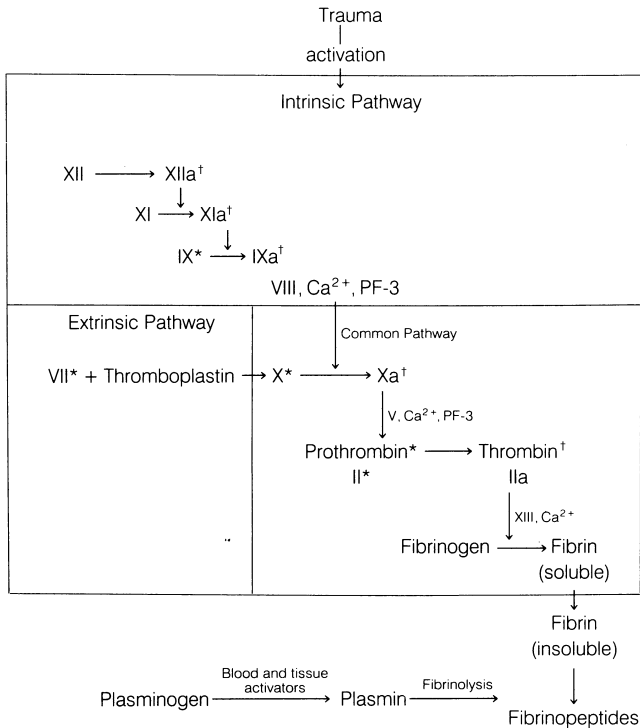 Trauma
activation
Intrinsic Pathway
XII XIIa†
XI XIa†
IX* IXa†
VIII, Ca²⁺, PF-3
Extrinsic Pathway
Common Pathway
VII* + Thromboplastin X* Xa†
V, Ca²⁺, PF-3
Prothrombin* Thrombin†
II* IIa
XIII, Ca²⁺
Fibrinogen Fibrin
(soluble)
Fibrin
(insoluble)
Blood and tissue
activators
Fibrinolysis
Plasminogen Plasmin Fibrinopeptides